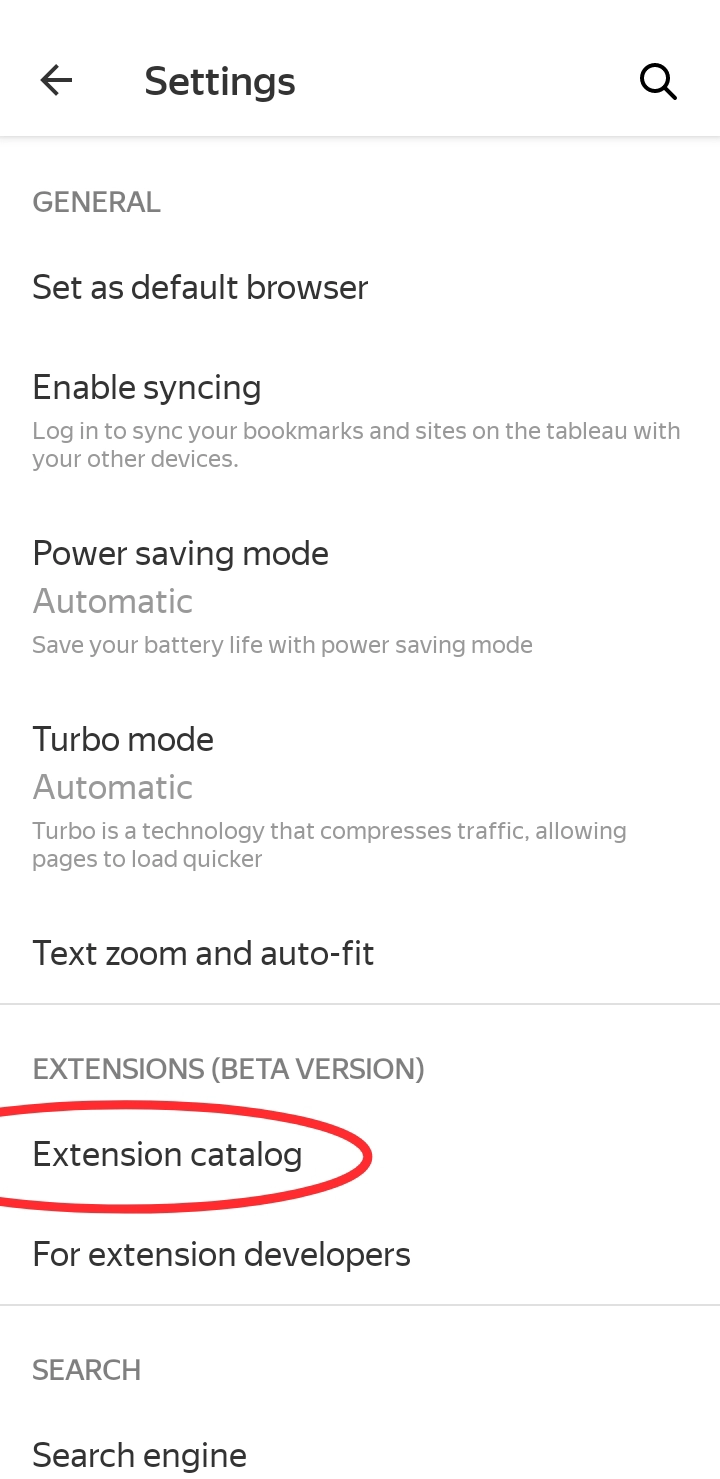 Settings
GENERAL
Set as default browser
Enable syncing
Log in to sync your bookmarks and sites on the tableau with
your other devices.
Power saving mode
Automatic
Save your battery life with power saving mode
Turbo mode
Automatic
Turbo is a technology that compresses traffic, allowing
pages to load quicker
Text zoom and auto-fit
EXTENSIONS (BETA VERSION)
Extension catalog
For extension developers
SEARCH
Search engine